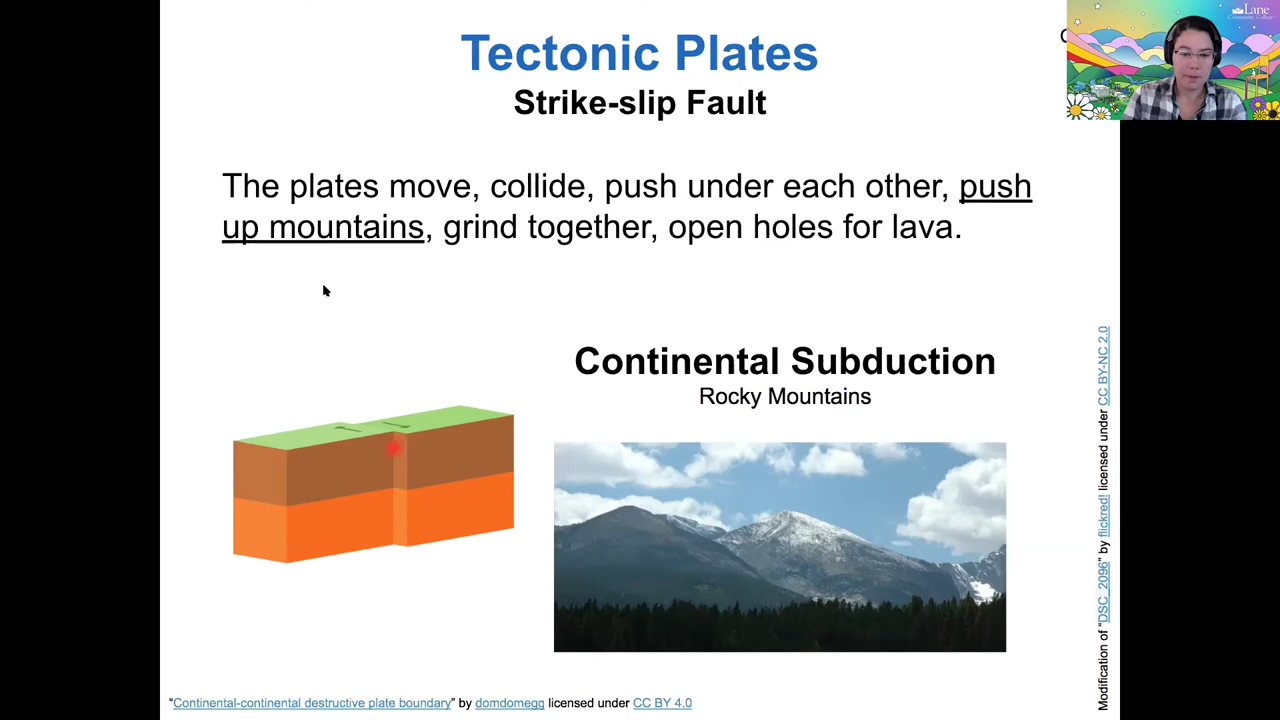 Tectonic Plates
Strike-slip Fault
Lane
Community College
The plates move, collide, push under each other, push
up mountains, grind together, open holes for lava.
Continental Subduction
Rocky Mountains
Modification of “DSC_2096” by flickred! licensed under CC BY-NC 2.0
“Continental-continental destructive plate boundary” by domdomegg licensed under CC BY 4.0